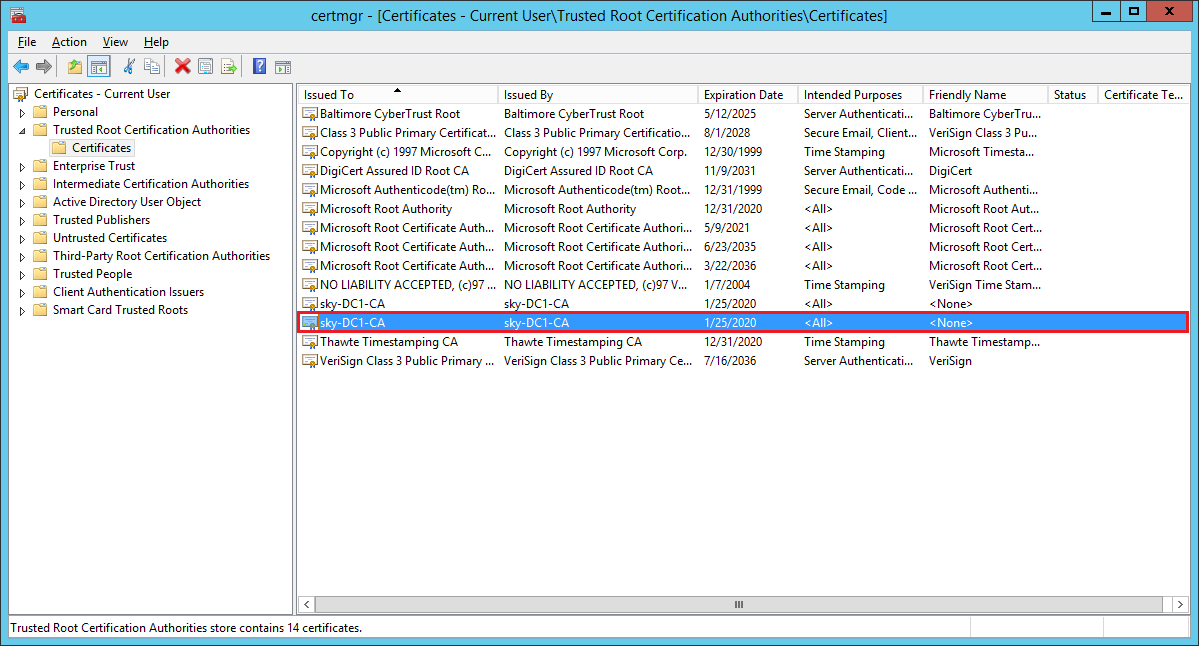 certmgr - [Certificates - Current User\Trusted Root Certification Authorities\Certificates]
File Action View Help
Certificates - Current User
Personal
Trusted Root Certification Authorities
Certificates
Enterprise Trust
Intermediate Certification Authorities
Active Directory User Object
Trusted Publishers
Untrusted Certificates
Third-Party Root Certification Authorities
Trusted People
Client Authentication Issuers
Smart Card Trusted Roots
Issued To Issued By Expiration Date Intended Purposes Friendly Name Status Certificate Te...
Baltimore CyberTrust Root Baltimore CyberTrust Root 5/12/2025 Server Authenticati... Baltimore CyberTru...
Class 3 Public Primary Certificat... Class 3 Public Primary Certificatio... 8/1/2028 Secure Email, Client... VeriSign Class 3 Pu...
Copyright (c) 1997 Microsoft C... Copyright (c) 1997 Microsoft Corp. 12/30/1999 Time Stamping Microsoft Timesta...
DigiCert Assured ID Root CA DigiCert Assured ID Root CA 11/9/2031 Server Authenticati... DigiCert
Microsoft Authenticode(tm) Ro... Microsoft Authenticode(tm) Root... 12/31/1999 Secure Email, Code ... Microsoft Authenti...
Microsoft Root Authority Microsoft Root Authority 12/31/2020 <All> Microsoft Root Aut...
Microsoft Root Certificate Auth... Microsoft Root Certificate Authori... 5/9/2021 <All> Microsoft Root Cert...
Microsoft Root Certificate Auth... Microsoft Root Certificate Authori... 6/23/2035 <All> Microsoft Root Cert...
Microsoft Root Certificate Auth... Microsoft Root Certificate Authori... 3/22/2036 <All> Microsoft Root Cert...
NO LIABILITY ACCEPTED, (c)97 ... NO LIABILITY ACCEPTED, (c)97 V... 1/7/2004 Time Stamping VeriSign Time Stam...
sky-DC1-CA sky-DC1-CA 1/25/2020 <All> <None>
sky-DC1-CA sky-DC1-CA 1/25/2020 <All> <None>
Thawte Timestamping CA Thawte Timestamping CA 12/31/2020 Time Stamping Thawte Timestamp...
VeriSign Class 3 Public Primary ... VeriSign Class 3 Public Primary Ce... 7/16/2036 Server Authenticati... VeriSign
Trusted Root Certification Authorities store contains 14 certificates.